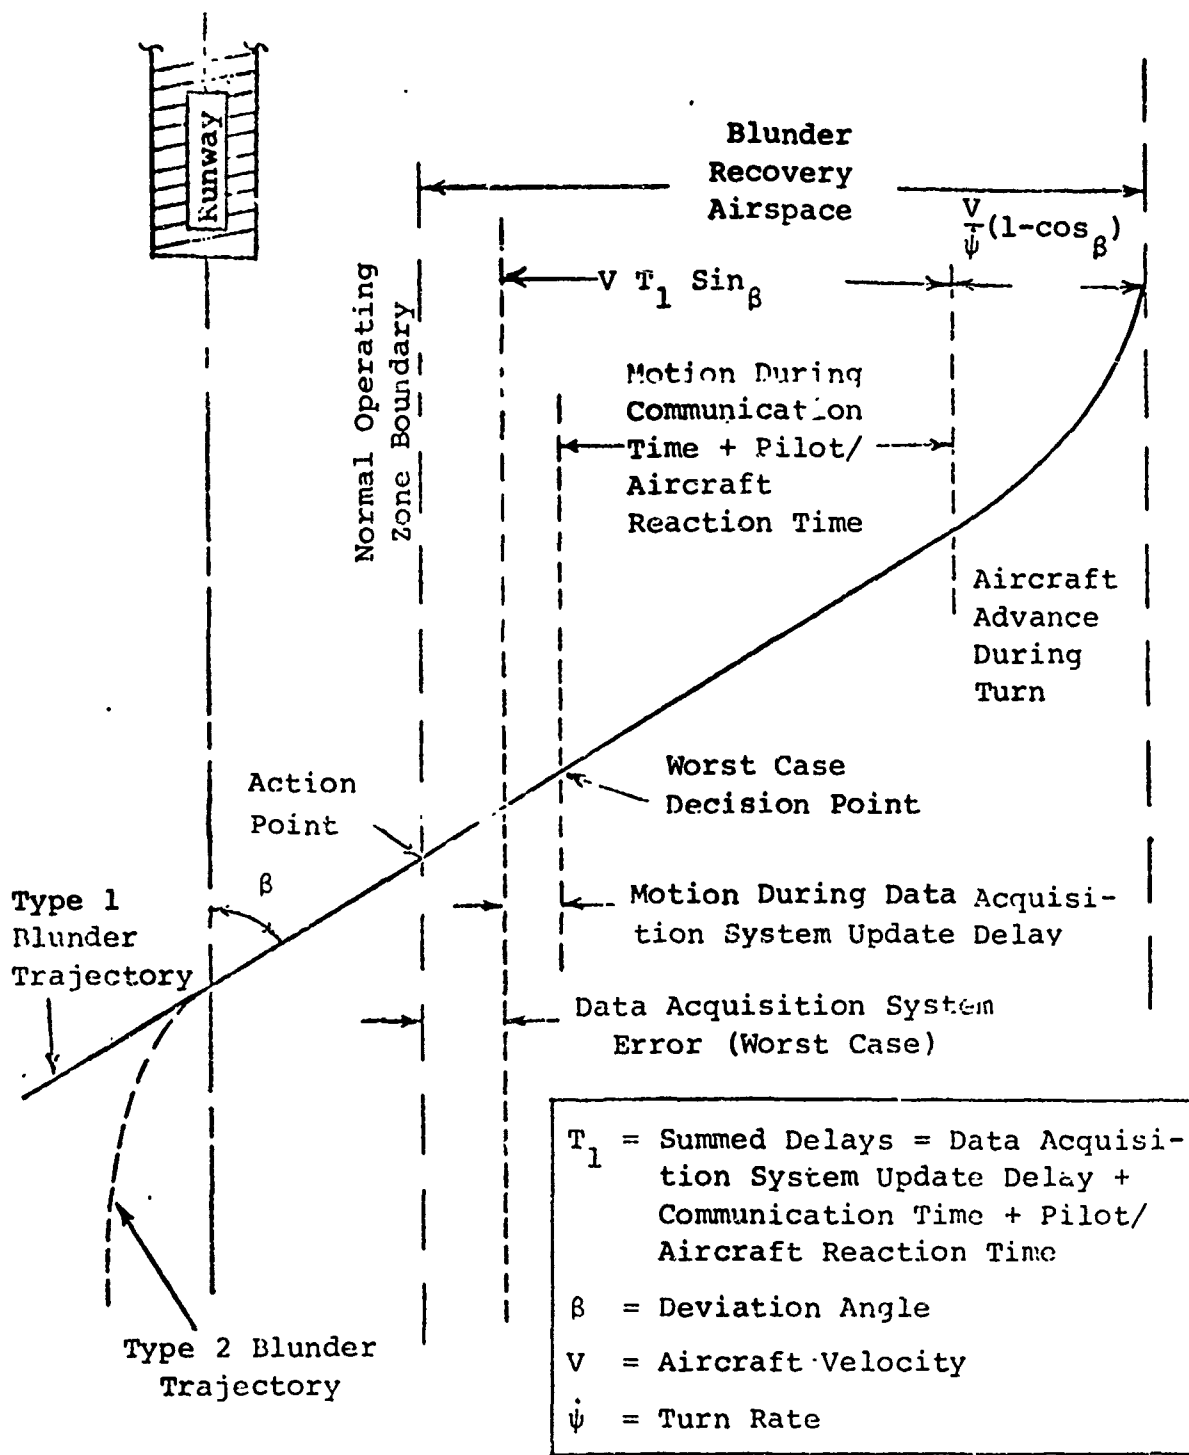 Runway
Blunder
Recovery
Airspace
V/ψ̇ (1-cos β)
V T1 Sin β
Normal Operating
Zone Boundary
Motion During
Communication
Time + Pilot/
Aircraft
Reaction Time
Aircraft
Advance
During
Turn
Action
Point
Worst Case
Decision Point
β
Type 1
Blunder
Trajectory
Motion During Data Acquisi-
tion System Update Delay
Data Acquisition System
Error (Worst Case)
Type 2 Blunder
Trajectory
T1 = Summed Delays = Data Acquisi-
tion System Update Delay +
Communication Time + Pilot/
Aircraft Reaction Time
β = Deviation Angle
V = Aircraft Velocity
ψ̇ = Turn Rate